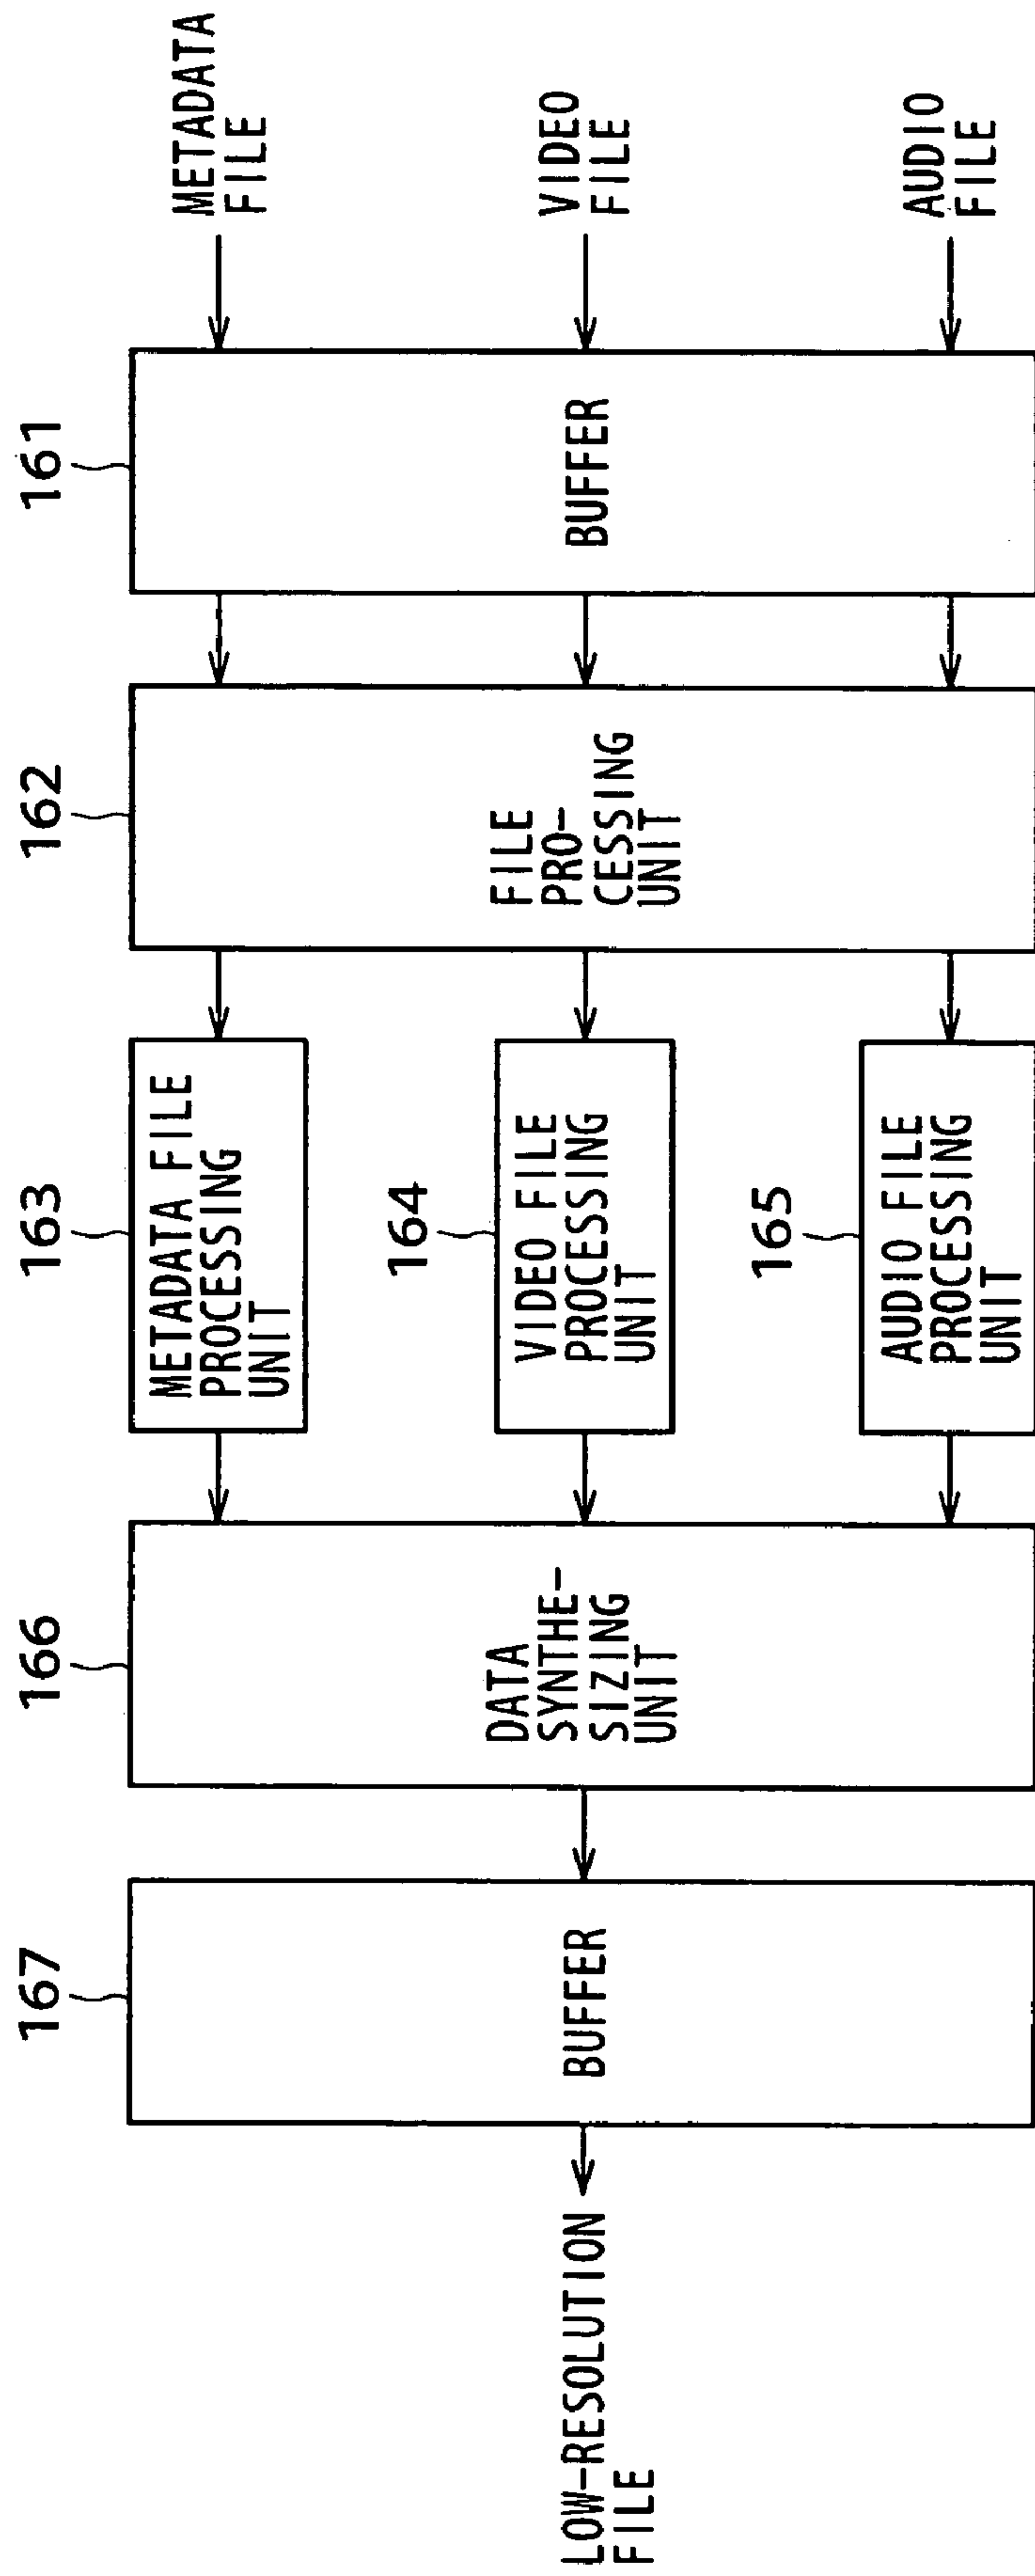 167
166
163
162
161
METADATA FILE
PROCESSING
UNIT
METADATA
FILE
164
LOW-RESOLUTION
FILE
BUFFER
DATA
SYNTHE-
SIZING
UNIT
VIDEO FILE
PROCESSING
UNIT
FILE
PRO-
CESSING
UNIT
BUFFER
VIDEO
FILE
165
AUDIO FILE
PROCESSING
UNIT
AUDIO
FILE